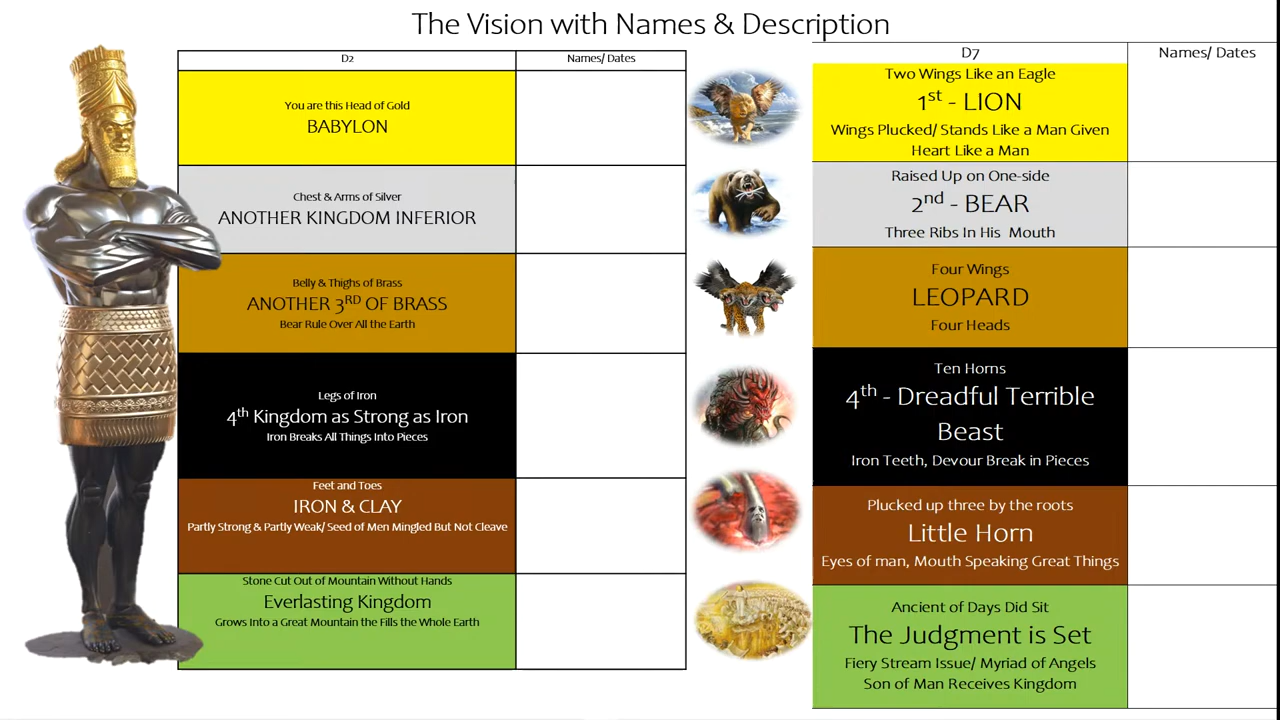 The Vision with Names & Description
D2
Names/ Dates
You are this Head of Gold
BABYLON
Chest & Arms of Silver
ANOTHER KINGDOM INFERIOR
Belly & Thighs of Brass
ANOTHER 3RD OF BRASS
Bear Rule Over All the Earth
Legs of Iron
4th Kingdom as Strong as Iron
Iron Breaks All Things Into Pieces
Feet and Toes
IRON & CLAY
Partly Strong & Partly Weak/ Seed of Men Mingled But Not Cleave
Stone Cut Out of Mountain Without Hands
Everlasting Kingdom
Grows Into a Great Mountain the Fills the Whole Earth
D7
Names/ Dates
Two Wings Like an Eagle
1st - LION
Wings Plucked/ Stands Like a Man Given
Heart Like a Man
Raised Up on One-side
2nd - BEAR
Three Ribs In His Mouth
Four Wings
LEOPARD
Four Heads
Ten Horns
4th - Dreadful Terrible
Beast
Iron Teeth, Devour Break in Pieces
Plucked up three by the roots
Little Horn
Eyes of man, Mouth Speaking Great Things
Ancient of Days Did Sit
The Judgment is Set
Fiery Stream Issue/ Myriad of Angels
Son of Man Receives Kingdom